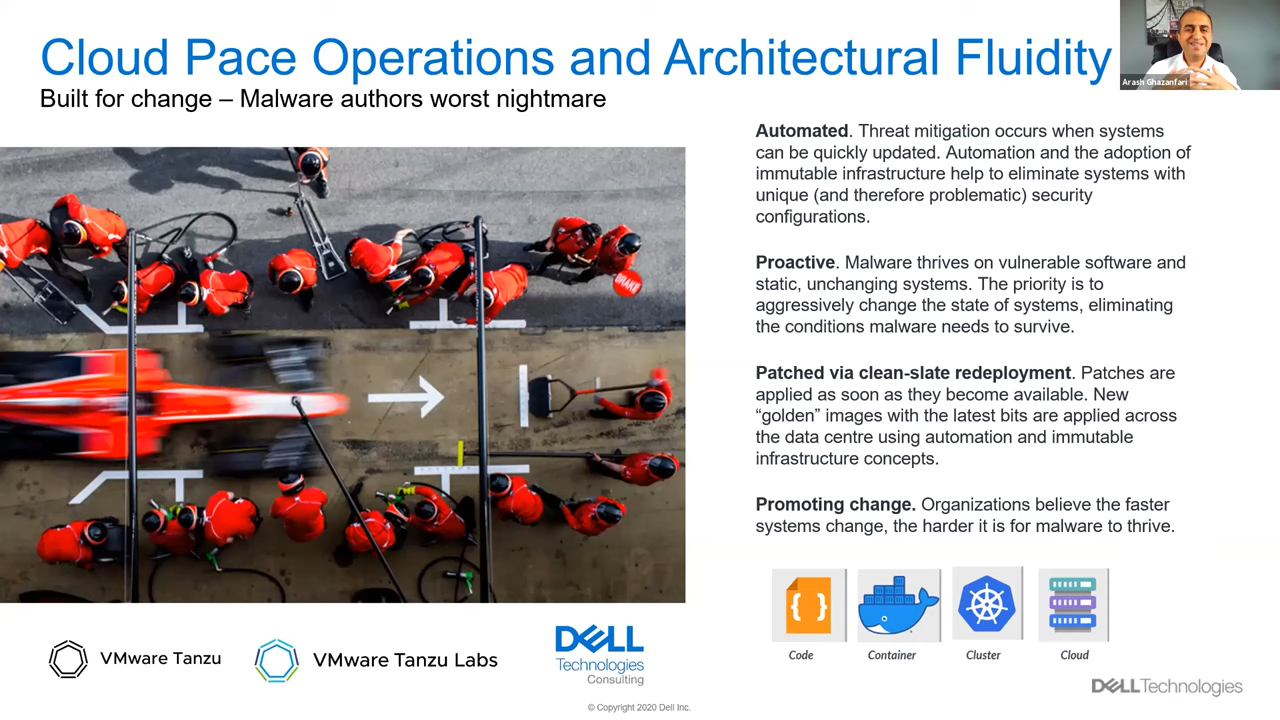 Cloud Pace Operations and Architectural Fluidity
Built for change – Malware authors worst nightmare
Arash Ghazanfari
Automated. Threat mitigation occurs when systems
can be quickly updated. Automation and the adoption of
immutable infrastructure help to eliminate systems with
unique (and therefore problematic) security
configurations.
Proactive. Malware thrives on vulnerable software and
static, unchanging systems. The priority is to
aggressively change the state of systems, eliminating
the conditions malware needs to survive.
Patched via clean-slate redeployment. Patches are
applied as soon as they become available. New
“golden” images with the latest bits are applied across
the data centre using automation and immutable
infrastructure concepts.
Promoting change. Organizations believe the faster
systems change, the harder it is for malware to thrive.
BRAKE
{ }
Code
Container
Cluster
Cloud
VMware Tanzu
VMware Tanzu Labs
DELL
Technologies
Consulting
DELLTechnologies
© Copyright 2020 Dell Inc.